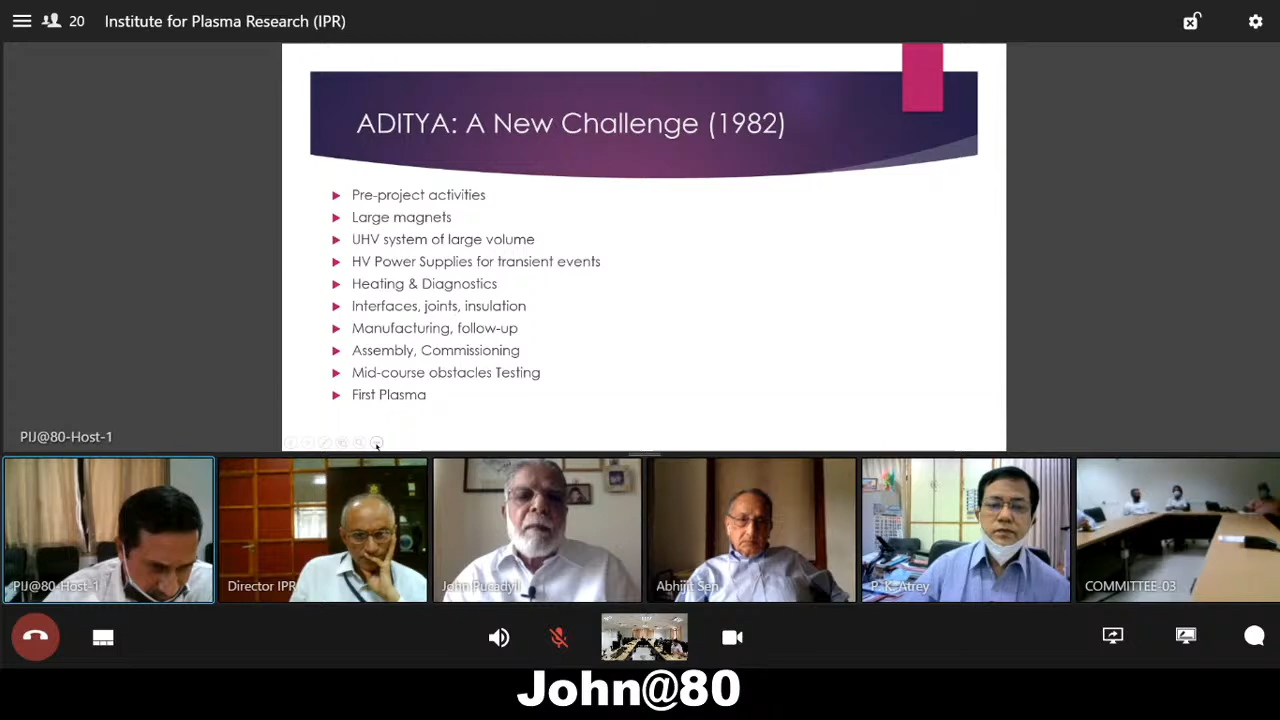 20 Institute for Plasma Research (IPR)
ADITYA: A New Challenge (1982)
Pre-project activities
Large magnets
UHV system of large volume
HV Power Supplies for transient events
Heating & Diagnostics
Interfaces, joints, insulation
Manufacturing, follow-up
Assembly, Commissioning
Mid-course obstacles Testing
First Plasma
PIJ@80-Host-1
PIJ@80-Host-1
Director IPR
John Pucadyil
Abhijit Sen
P. K. Atrey
COMMITTEE-03
John@80